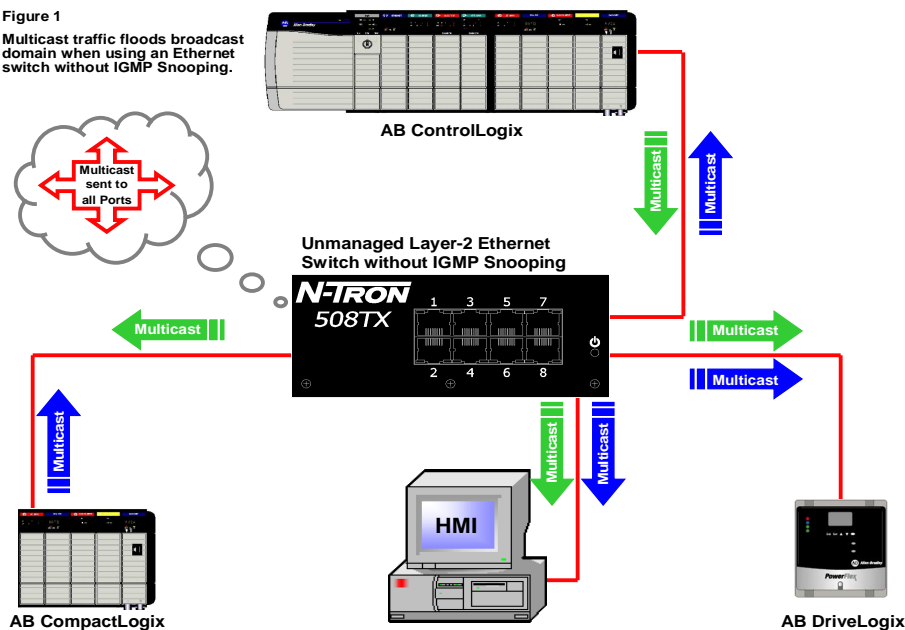 Figure 1
Multicast traffic floods broadcast
domain when using an Ethernet
switch without IGMP Snooping.
AB ControlLogix
Multicast
sent to
all Ports
Multicast
Multicast
Unmanaged Layer-2 Ethernet
Switch without IGMP Snooping
N-TRON
508TX
1 3 5 7
2 4 6 8
Multicast
Multicast
Multicast
Multicast
Multicast
Multicast
HMI
Allen-Bradley
PowerFlex
AB CompactLogix
AB DriveLogix